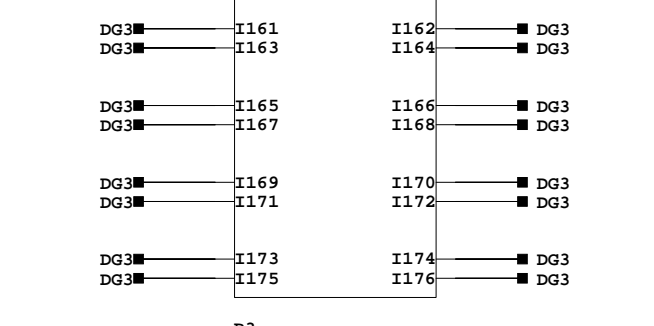 DG3 I161 I162 DG3
DG3 I163 I164 DG3
DG3 I165 I166 DG3
DG3 I167 I168 DG3
DG3 I169 I170 DG3
DG3 I171 I172 DG3
DG3 I173 I174 DG3
DG3 I175 I176 DG3